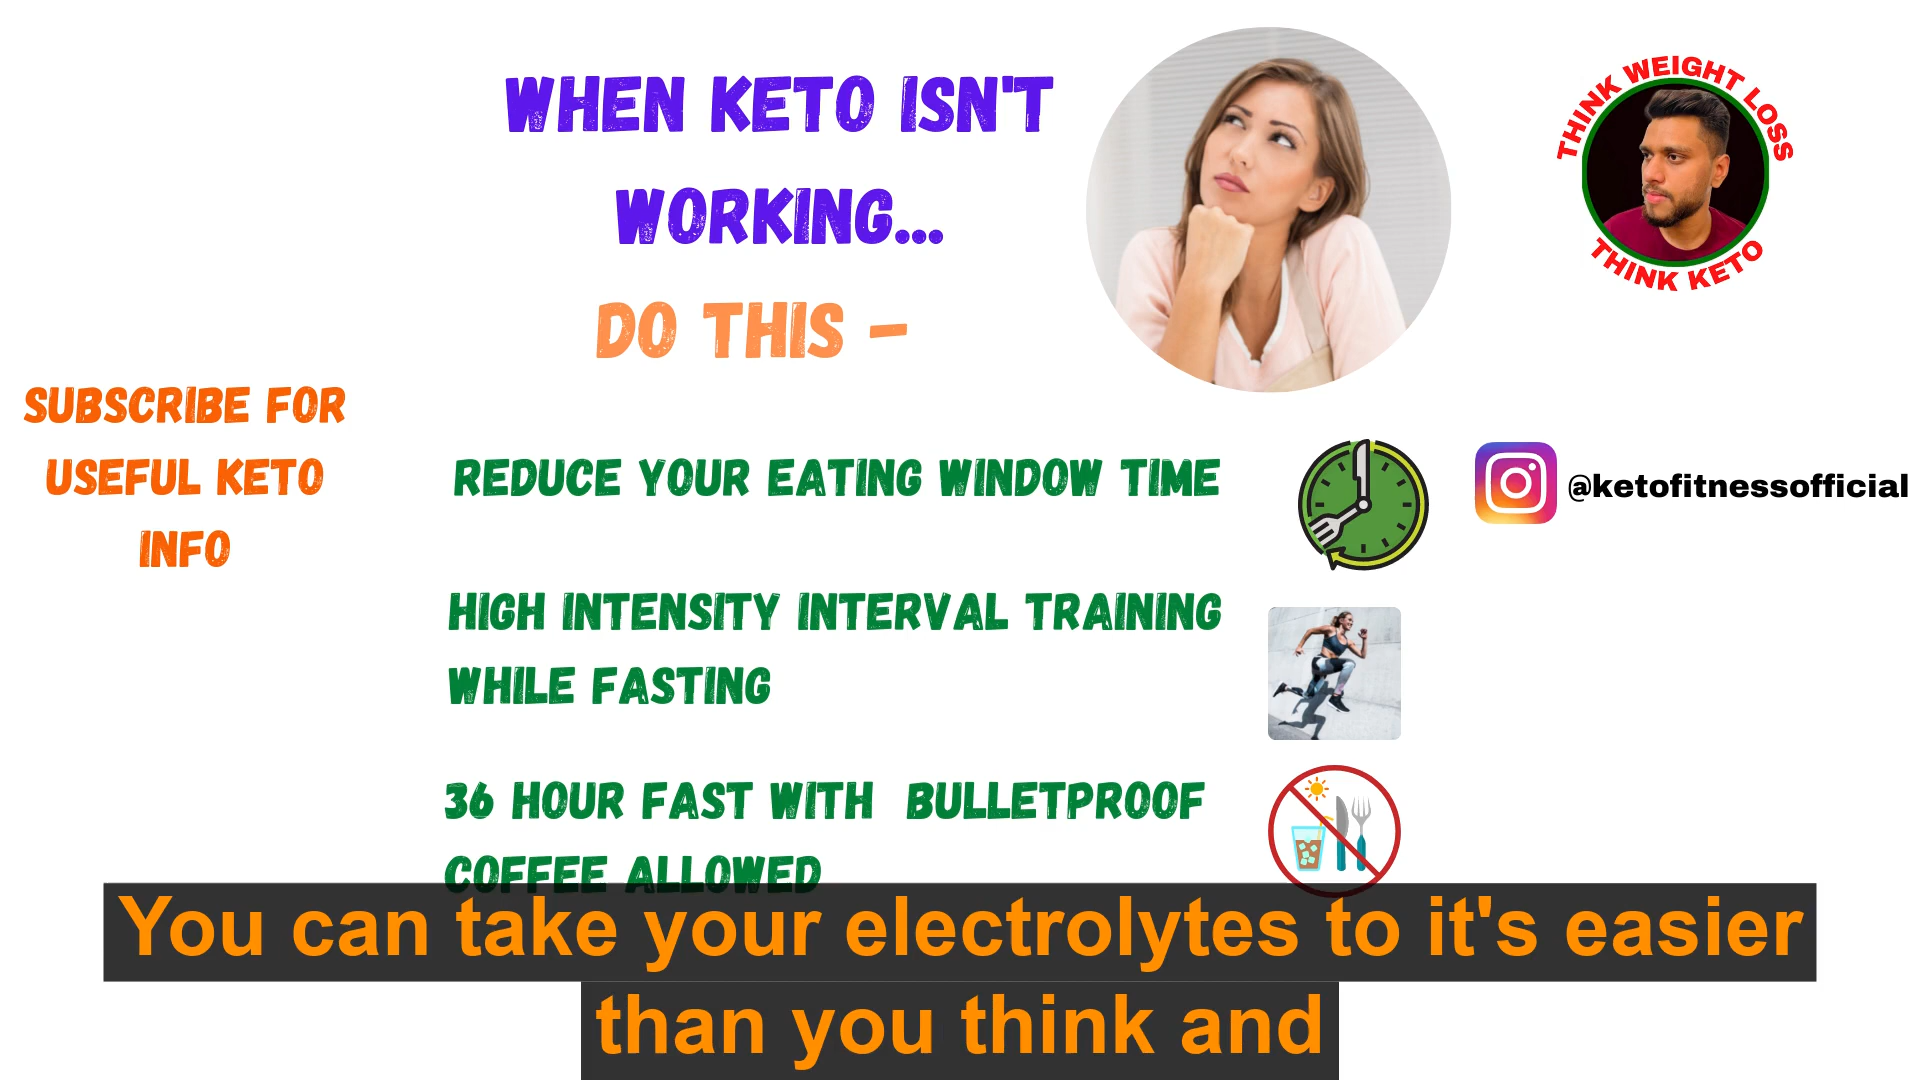 WHEN KETO ISN'T
WORKING...
DO THIS -
THINK WEIGHT LOSS
THINK KETO
SUBSCRIBE FOR
USEFUL KETO
INFO
REDUCE YOUR EATING WINDOW TIME
@ketofitnessofficial
HIGH INTENSITY INTERVAL TRAINING
WHILE FASTING
36 HOUR FAST WITH BULLETPROOF
COFFEE ALLOWED
You can take your electrolytes to it's easier
than you think and